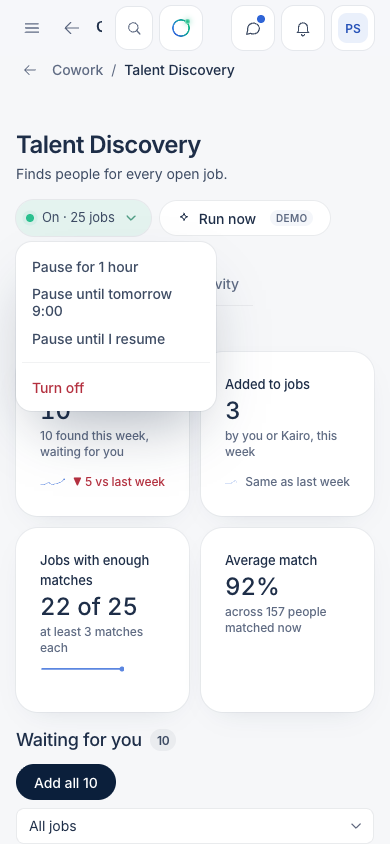 PS
Cowork / Talent Discovery
Talent Discovery
Finds people for every open job.
On · 25 jobs
Run now DEMO
Pause for 1 hour
Pause until tomorrow
9:00
Pause until I resume
Turn off
vity
10
10 found this week,
waiting for you
▼ 5 vs last week
Added to jobs
3
by you or Kairo, this
week
Same as last week
Jobs with enough
matches
22 of 25
at least 3 matches
each
Average match
92%
across 157 people
matched now
Waiting for you 10
Add all 10
All jobs